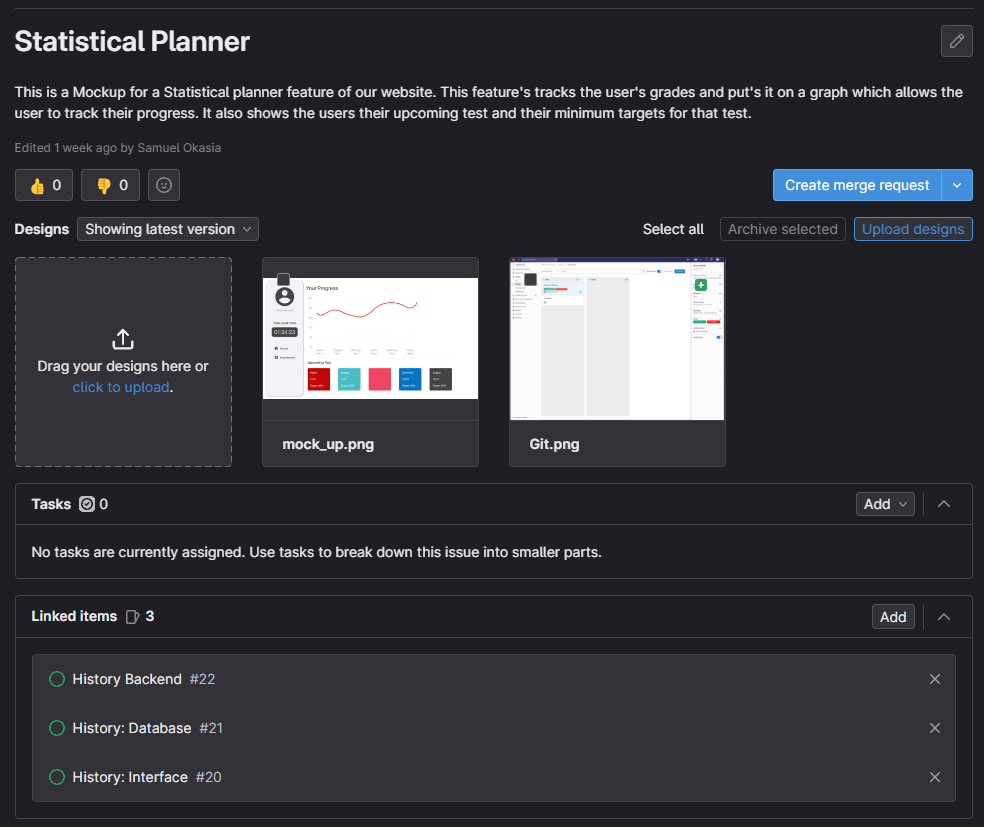 Statistical Planner
This is a Mockup for a Statistical planner feature of our website. This feature's tracks the user's grades and put's it on a graph which allows the
user to track their progress. It also shows the users their upcoming test and their minimum targets for that test.
Edited 1 week ago by Samuel Okasia
0
0
Create merge request
Designs
Showing latest version
Select all
Archive selected
Upload designs
Drag your designs here or
click to upload.
Your Progress
01:34:23
Upcoming Test
mock_up.png
Git.png
Tasks 0
Add
No tasks are currently assigned. Use tasks to break down this issue into smaller parts.
Linked items 3
Add
History Backend #22
History: Database #21
History: Interface #20